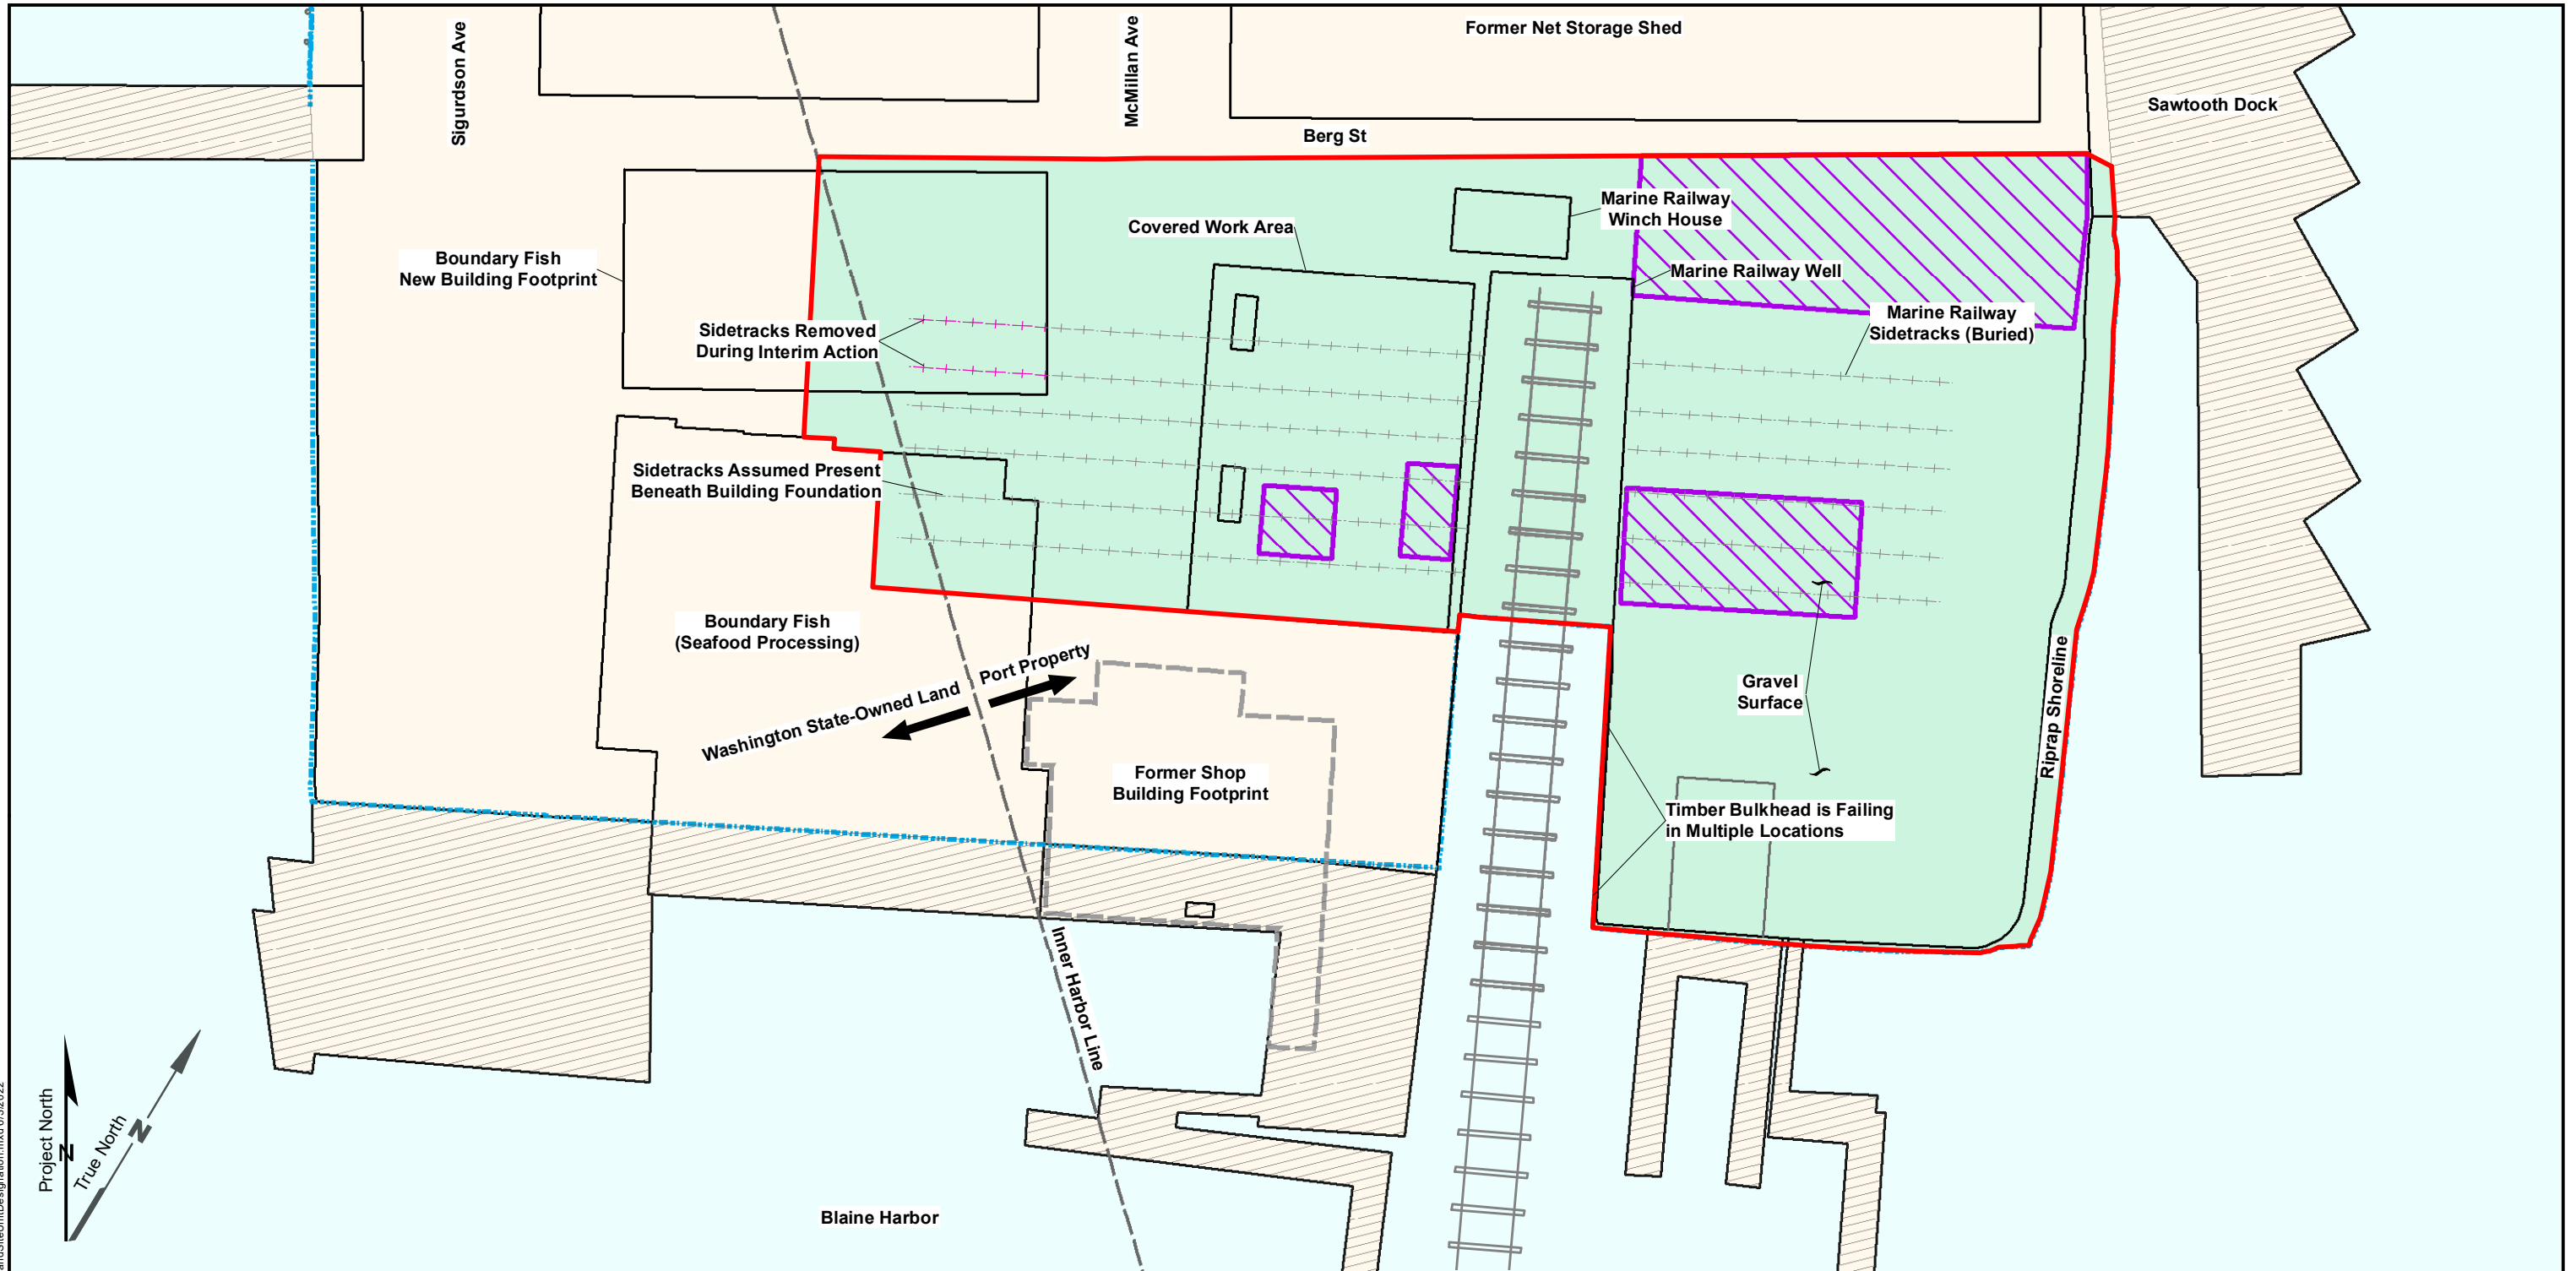 Former Net Storage Shed
Sigurdson Ave
McMillan Ave
Sawtooth Dock
Berg St
Marine Railway
Winch House
Covered Work Area
Boundary Fish
New Building Footprint
Marine Railway Well
Marine Railway
Sidetracks (Buried)
Sidetracks Removed
During Interim Action
Sidetracks Assumed Present
Beneath Building Foundation
Boundary Fish
(Seafood Processing)
Port Property
Washington State-Owned Land
Gravel
Surface
Riprap Shoreline
Former Shop
Building Footprint
Timber Bulkhead is Failing
in Multiple Locations
Inner Harbor Line
Project North
N
True North
N
Blaine Harbor